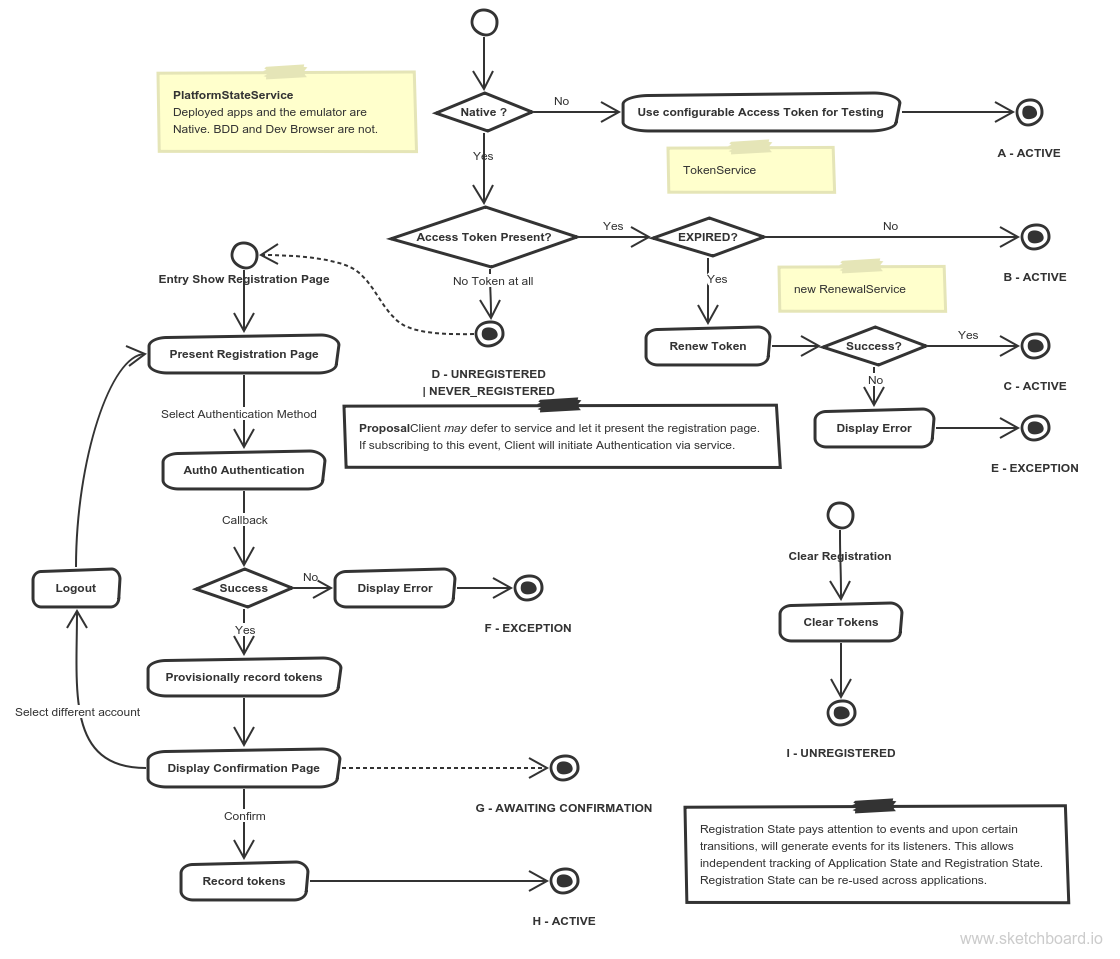 PlatformStateService
Deployed apps and the emulator are
Native. BDD and Dev Browser are not.
Native ?
No
Use configurable Access Token for Testing
A - ACTIVE
Yes
TokenService
Access Token Present?
Yes
EXPIRED?
No
B - ACTIVE
Entry Show Registration Page
No Token at all
Yes
new RenewalService
Present Registration Page
D - UNREGISTERED
| NEVER_REGISTERED
Renew Token
Success?
Yes
C - ACTIVE
No
Select Authentication Method
ProposalClient may defer to service and let it present the registration page.
If subscribing to this event, Client will initiate Authentication via service.
Display Error
E - EXCEPTION
Auth0 Authentication
Callback
Clear Registration
Logout
Success
No
Display Error
F - EXCEPTION
Clear Tokens
Yes
Provisionally record tokens
Select different account
I - UNREGISTERED
Display Confirmation Page
G - AWAITING CONFIRMATION
Confirm
Registration State pays attention to events and upon certain
transitions, will generate events for its listeners. This allows
independent tracking of Application State and Registration State.
Registration State can be re-used across applications.
Record tokens
H - ACTIVE
www.sketchboard.io